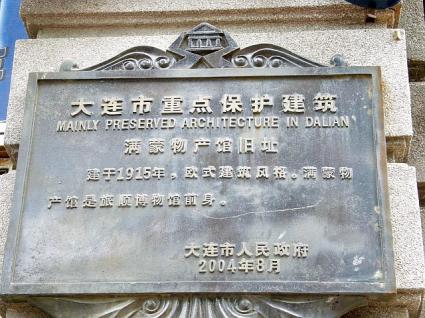 大连市重点保护建筑
MAINLY PRESERVED ARCHITECTURE IN DALIAN
满蒙物产馆旧址
建于1915年，欧式建筑风格。满蒙物
产馆是旅顺博物馆前身。
大连市人民政府
2004年8月